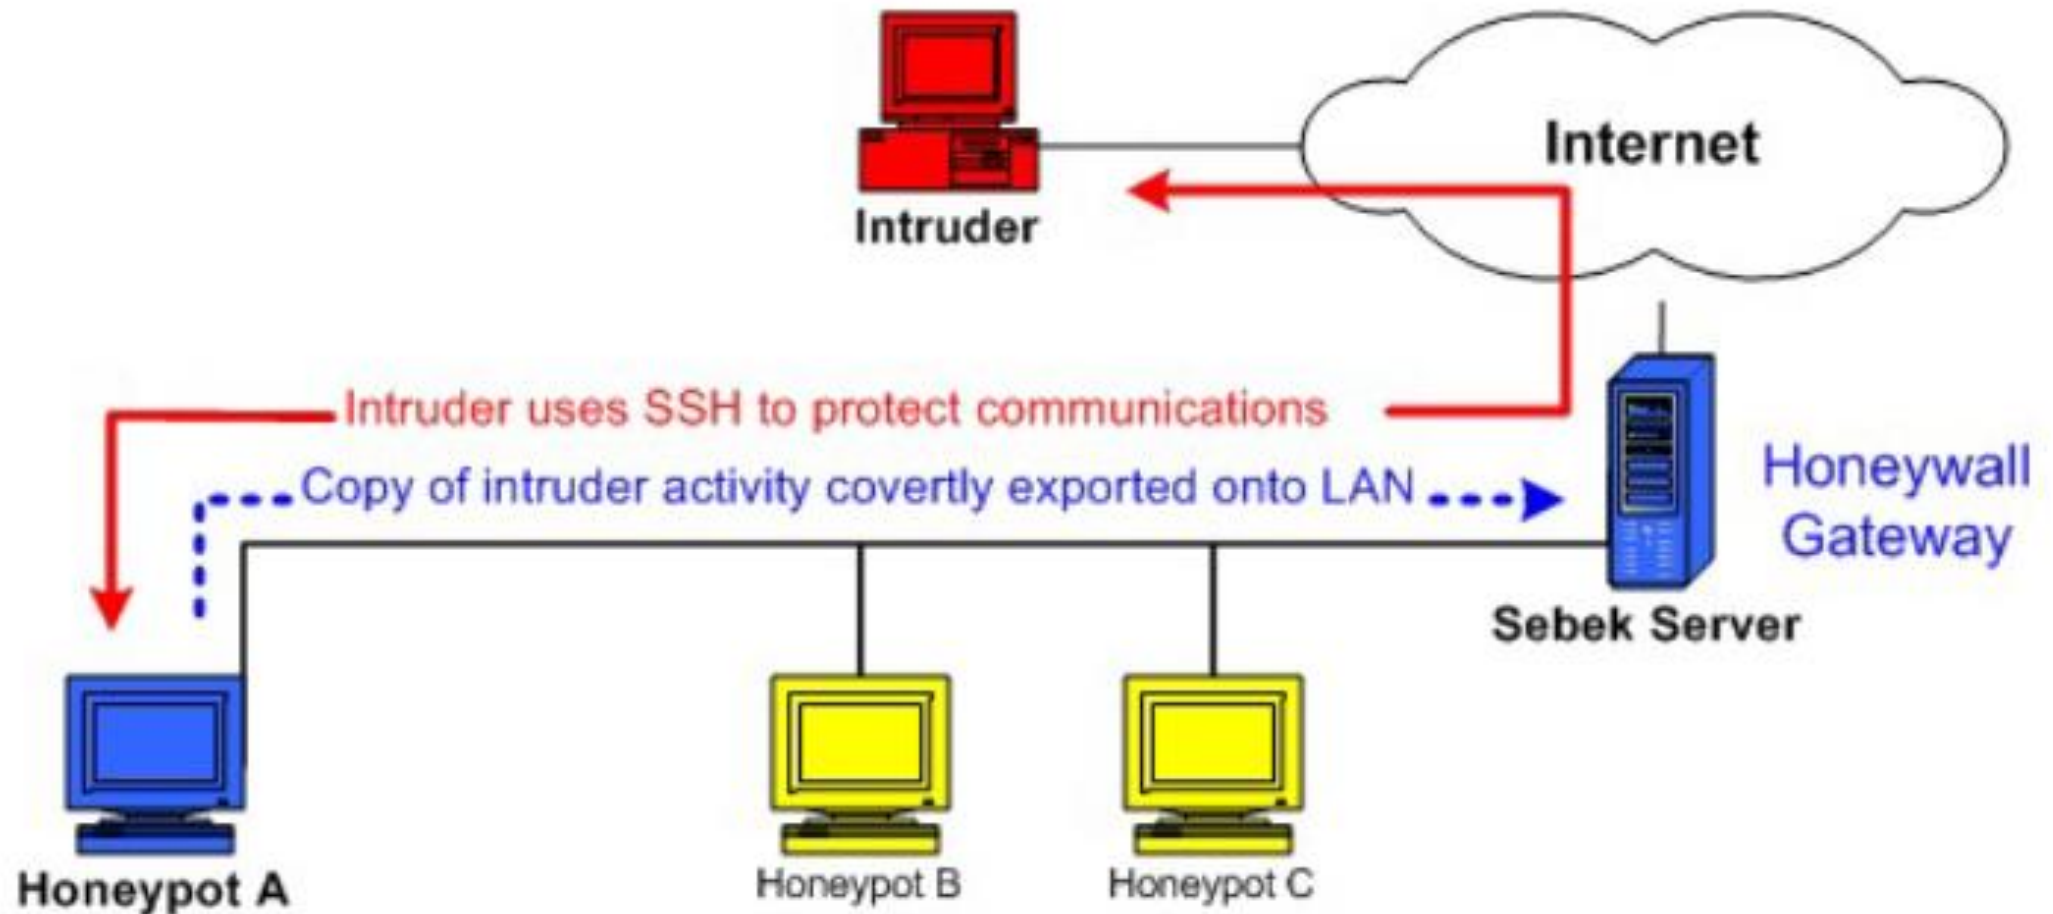 Internet
Intruder
Intruder uses SSH to protect communications
Copy of intruder activity covertly exported onto LAN
Honeywall
Gateway
Sebek Server
Honeypot A
Honeypot B
Honeypot C